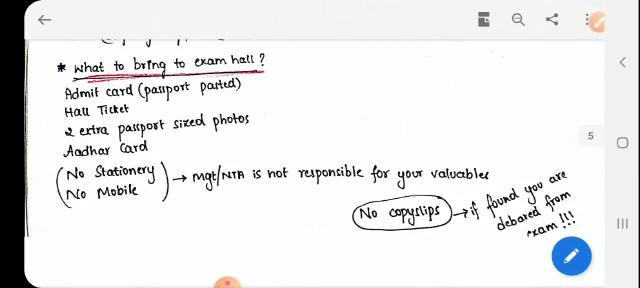 * what to bring to exam hall?
Admit card (passport pasted)
Hall Ticket
2 extra passport sized photos
Aadhar Card
(No Stationery
No Mobile) → Mgt/NTA is not responsible for your valuables
No copyslips → if found you are
debared from
exam !!!
5